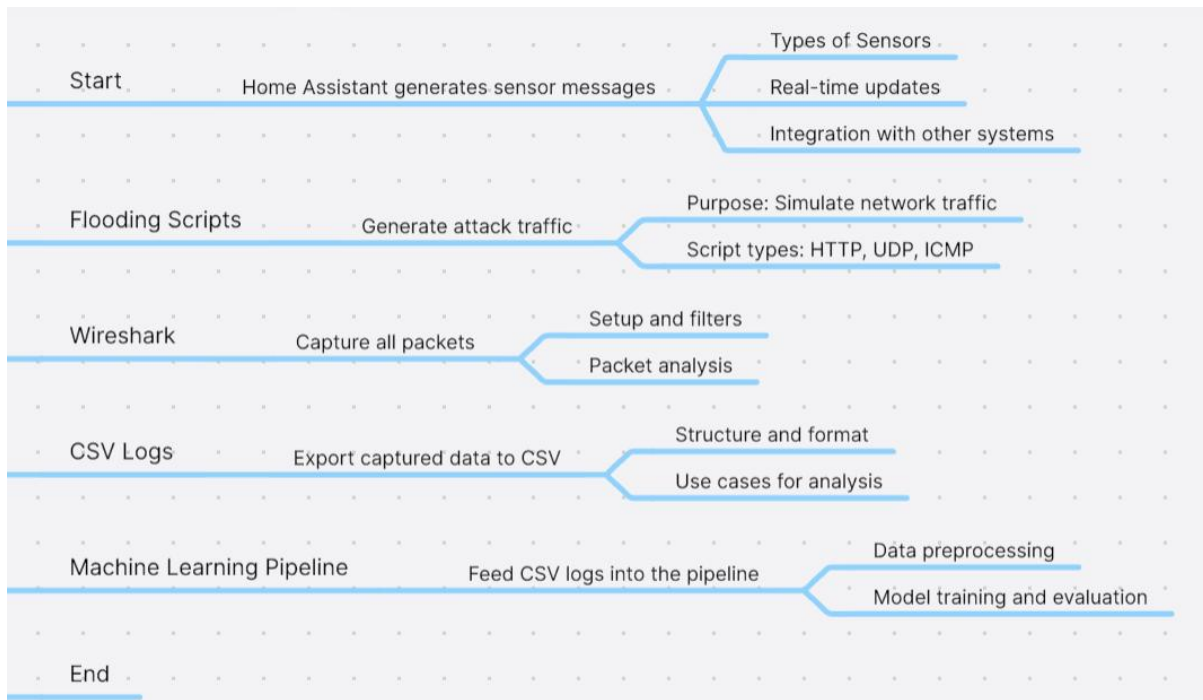 Start
Home Assistant generates sensor messages
Types of Sensors
Real-time updates
Integration with other systems
Flooding Scripts
Generate attack traffic
Purpose: Simulate network traffic
Script types: HTTP, UDP, ICMP
Wireshark
Capture all packets
Setup and filters
Packet analysis
CSV Logs
Export captured data to CSV
Structure and format
Use cases for analysis
Machine Learning Pipeline
Feed CSV logs into the pipeline
Data preprocessing
Model training and evaluation
End